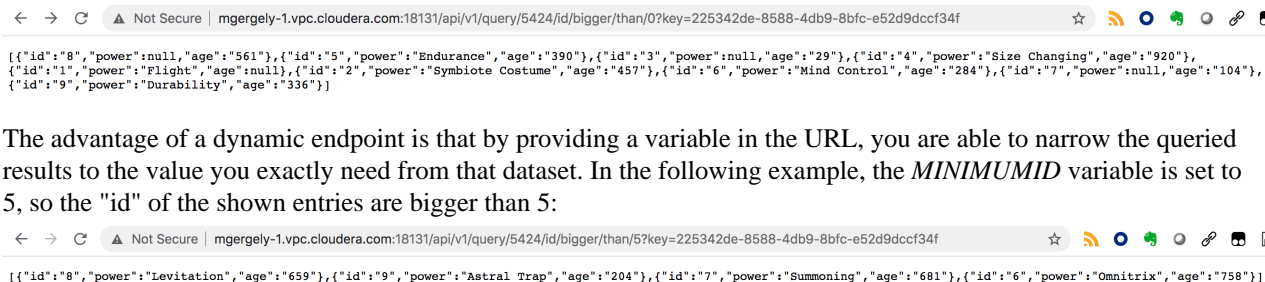 Not Secure | mgergely-1.vpc.cloudera.com:18131/api/v1/query/5424/id/bigger/than/0?key=225342de-8588-4db9-8bfc-e52d9dccf34f
[{"id":"8","power":null,"age":"561"},{"id":"5","power":"Endurance","age":"390"},{"id":"3","power":null,"age":"29"},{"id":"4","power":"Size Changing","age":"920"},
{"id":"1","power":"Flight","age":null},{"id":"2","power":"Symbiote Costume","age":"457"},{"id":"6","power":"Mind Control","age":"284"},{"id":"7","power":null,"age":"104"},
{"id":"9","power":"Durability","age":"336"}]
The advantage of a dynamic endpoint is that by providing a variable in the URL, you are able to narrow the queried
results to the value you exactly need from that dataset. In the following example, the MINIMUMID variable is set to
5, so the "id" of the shown entries are bigger than 5:
Not Secure | mgergely-1.vpc.cloudera.com:18131/api/v1/query/5424/id/bigger/than/5?key=225342de-8588-4db9-8bfc-e52d9dccf34f
[{"id":"8","power":"Levitation","age":"659"},{"id":"9","power":"Astral Trap","age":"204"},{"id":"7","power":"Summoning","age":"681"},{"id":"6","power":"Omnitrix","age":"758"}]